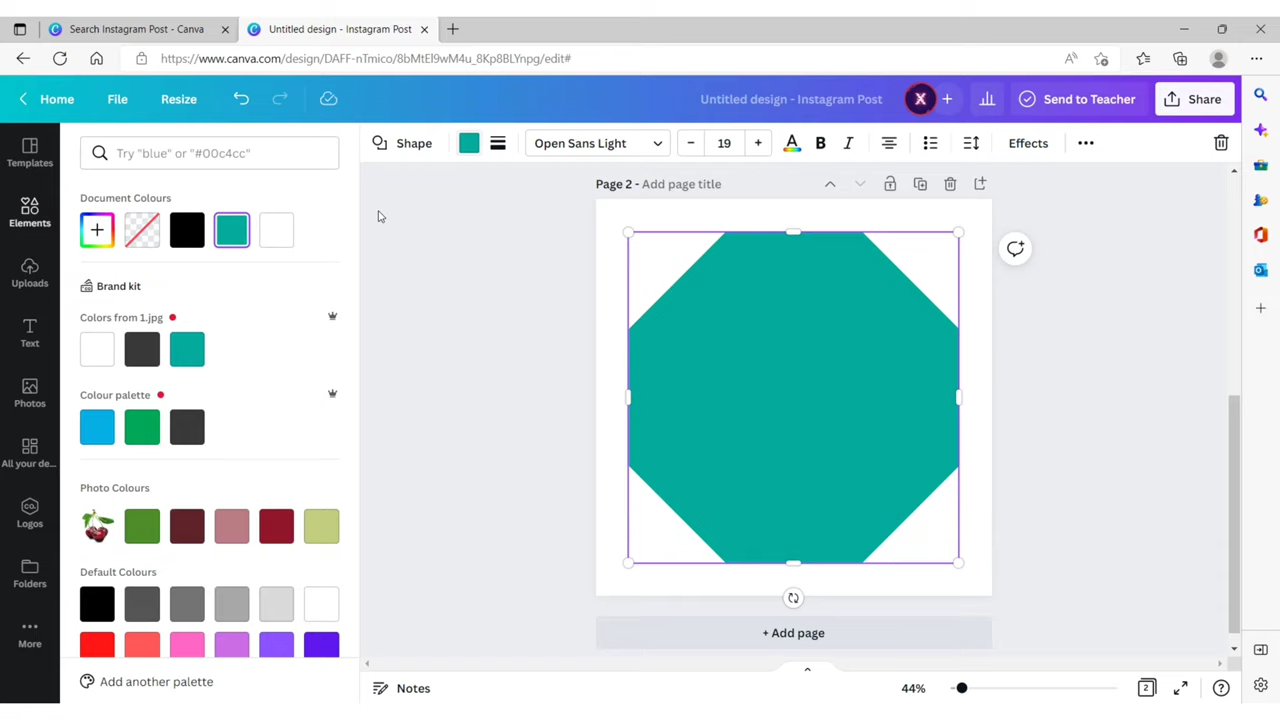 Search Instagram Post - Canva
Untitled design - Instagram Post
https://www.canva.com/design/DAFF-nTmico/8bMtEl9wM4u_8Kp8BLYnpg/edit#
Home
File
Resize
Untitled design - Instagram Post
X
Send to Teacher
Share
Templates
Elements
Uploads
Text
Photos
All your de...
Logos
Folders
More
Try "blue" or "#00c4cc"
Shape
Open Sans Light
19
A
B
I
Effects
Document Colours
Brand kit
Colors from 1.jpg
Colour palette
Photo Colours
Default Colours
Add another palette
Page 2 - Add page title
+ Add page
Notes
44%
2